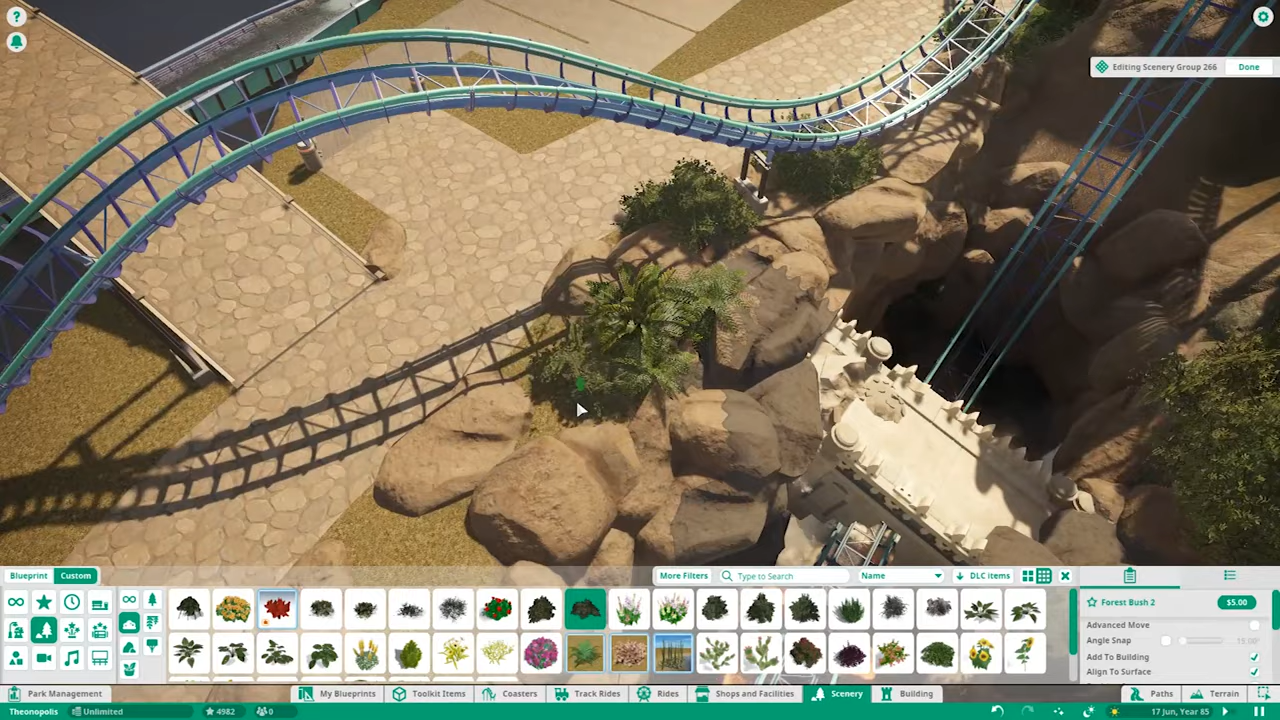 ?
Editing Scenery Group 266 Done
Blueprint Custom More Filters Type to Search Name DLC items
Forest Bush 2 $5.00
Advanced Move
Angle Snap 15.00°
Add To Building
Align To Surface
Park Management My Blueprints Toolkit Items Coasters Track Rides Rides Shops and Facilities Scenery Building Paths Terrain
Theonopolis Unlimited 4982 0 17 Jun, Year 85